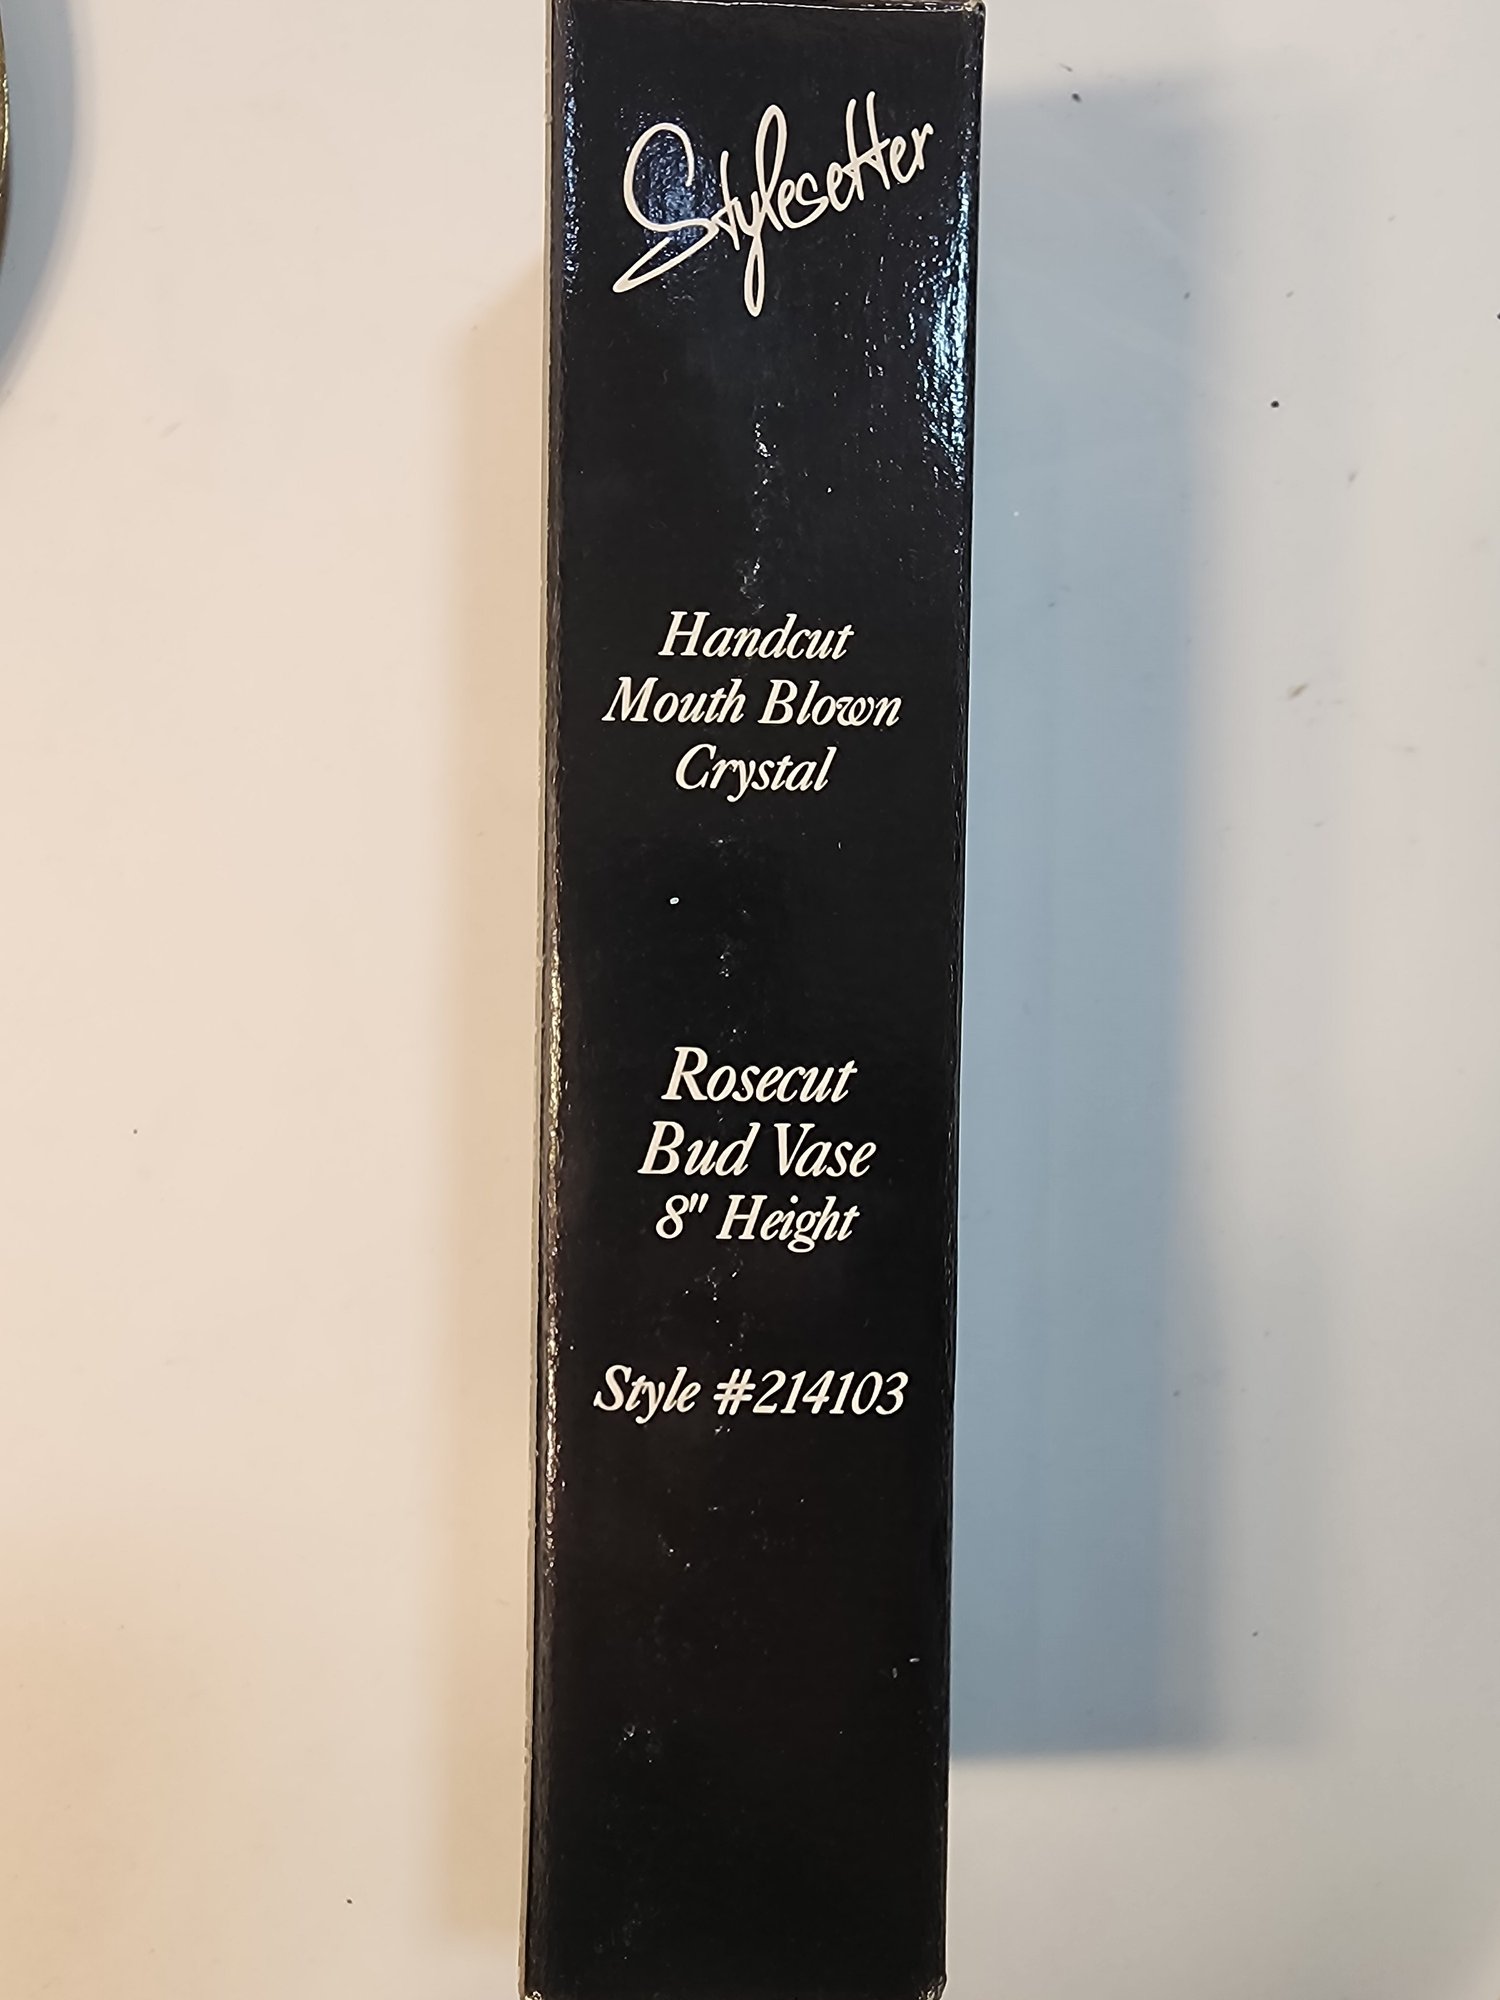 Stylesetter
Handcut
Mouth Blown
Crystal
Rosecut
Bud Vase
8" Height
Style #214103